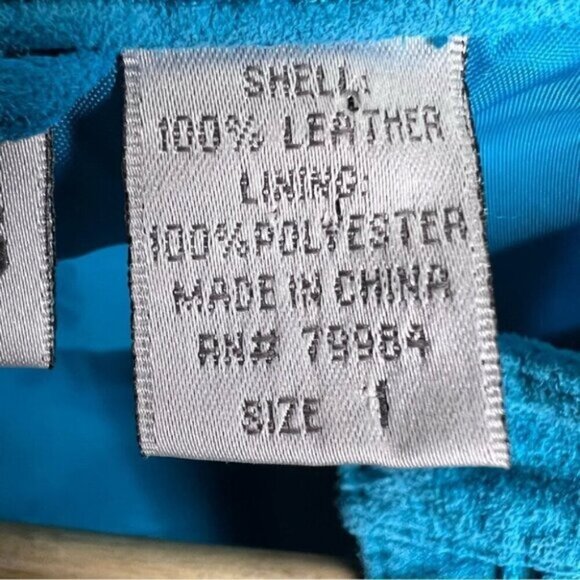 SHELL:
100% LEATHER
LINING:
100%POLYESTER
MADE IN CHINA
RN# 79984
SIZE 1